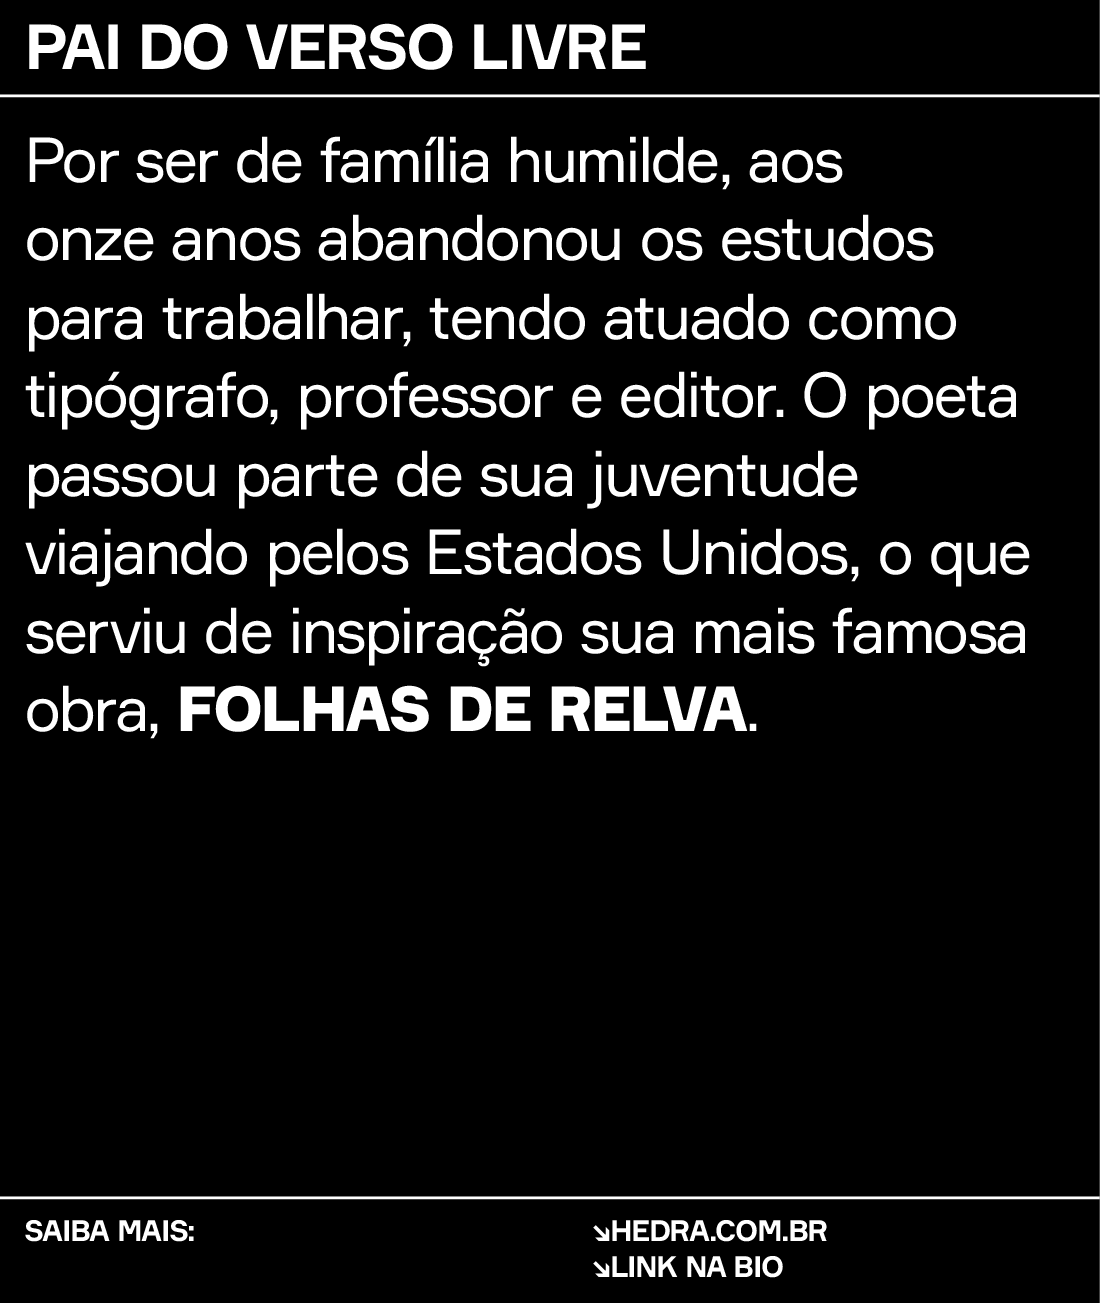 PAI DO VERSO LIVRE
Por ser de família humilde, aos
onze anos abandonou os estudos
para trabalhar, tendo atuado como
tipógrafo, professor e editor. O poeta
passou parte de sua juventude
viajando pelos Estados Unidos, o que
serviu de inspiração sua mais famosa
obra, FOLHAS DE RELVA.
SAIBA MAIS:
↘HEDRA.COM.BR
↘LINK NA BIO